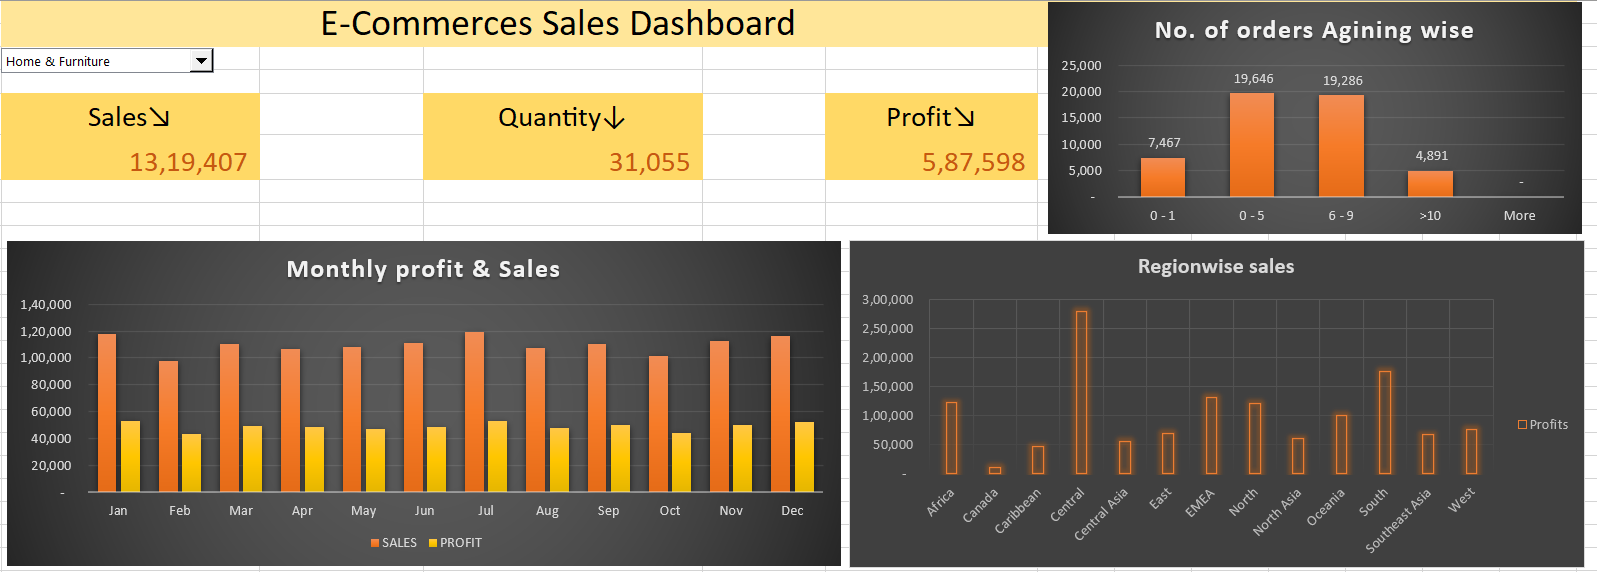 E-Commerces Sales Dashboard
Home & Furniture
Sales↘
13,19,407
Quantity↓
31,055
Profit↘
5,87,598
No. of orders Agining wise
25,000
20,000
15,000
10,000
5,000
-
7,467
19,646
19,286
4,891
-
0 - 1
0 - 5
6 - 9
>10
More
Monthly profit & Sales
1,40,000
1,20,000
1,00,000
80,000
60,000
40,000
20,000
-
Jan Feb Mar Apr May Jun Jul Aug Sep Oct Nov Dec
SALES PROFIT
Regionwise sales
3,00,000
2,50,000
2,00,000
1,50,000
1,00,000
50,000
-
Africa
Canada
Caribbean
Central
Central Asia
East
EMEA
North
North Asia
Oceania
South
Southeast Asia
West
Profits